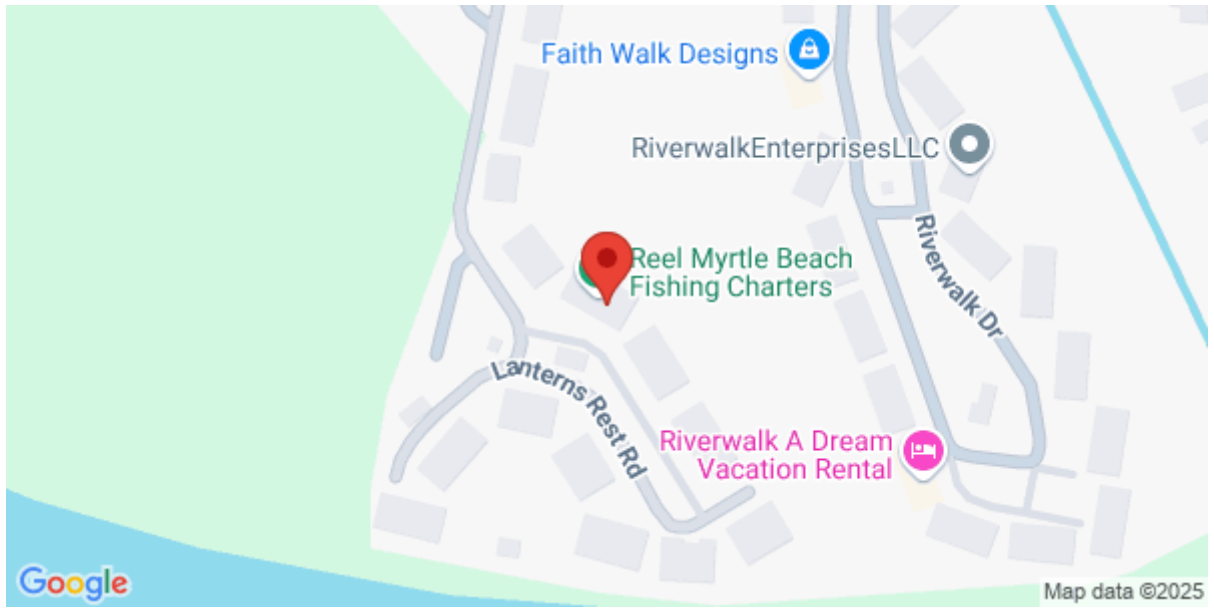 Faith Walk Designs
RiverwalkEnterprisesLLC
Riverwalk Dr
Reel Myrtle Beach
Fishing Charters
Lanterns Rest Rd
Riverwalk A Dream
Vacation Rental
Google
Map data ©2025